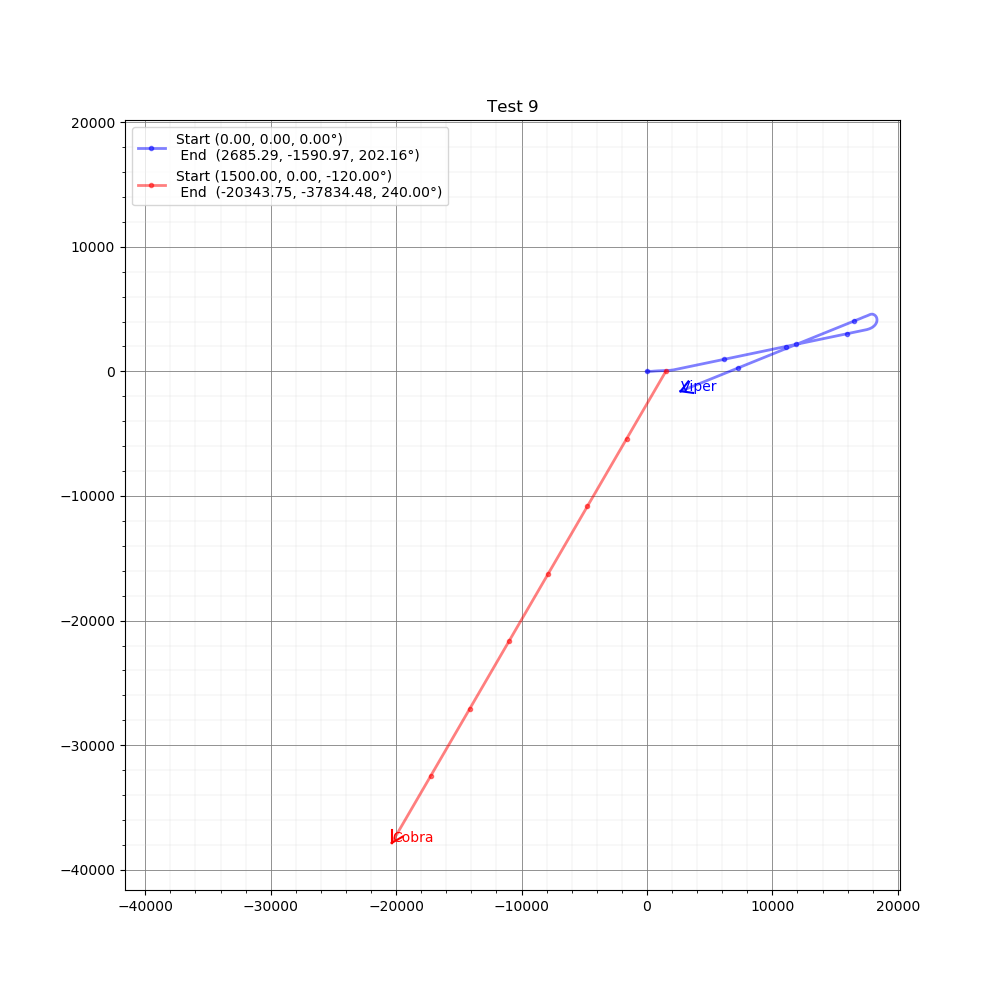 Test 9
Start (0.00, 0.00, 0.00°)
End  (2685.29, -1590.97, 202.16°)
Start (1500.00, 0.00, -120.00°)
End  (-20343.75, -37834.48, 240.00°)
20000
10000
0
−10000
−20000
−30000
−40000
Viper
Cobra
−40000
−30000
−20000
−10000
0
10000
20000